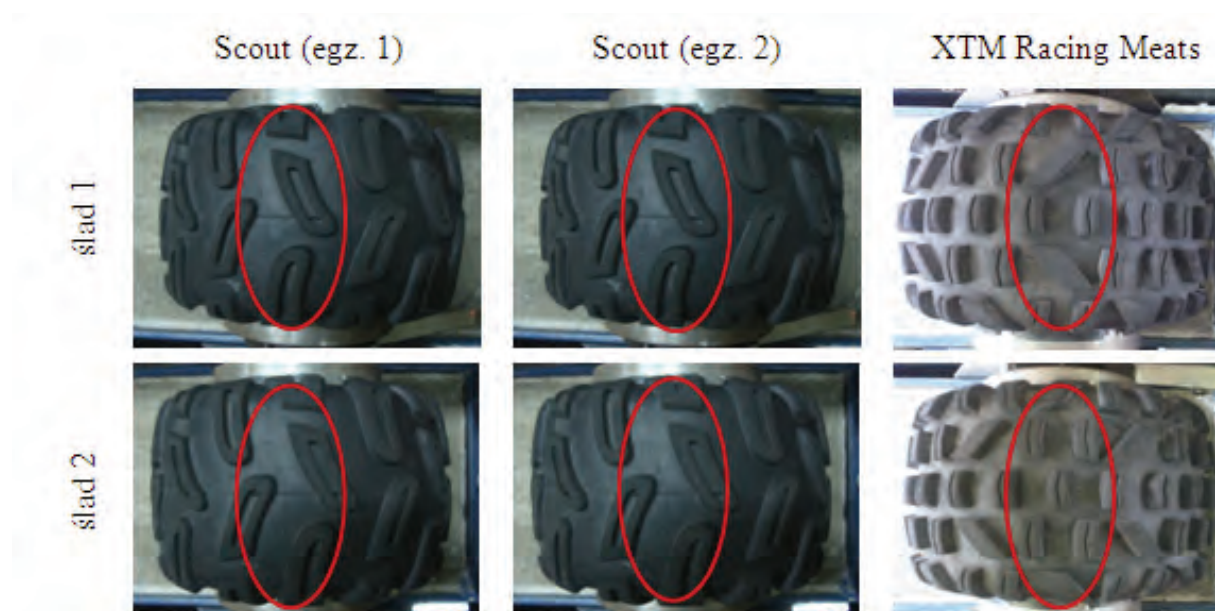 Scout (egz. 1)
Scout (egz. 2)
XTM Racing Meats
ślad 1
ślad 2